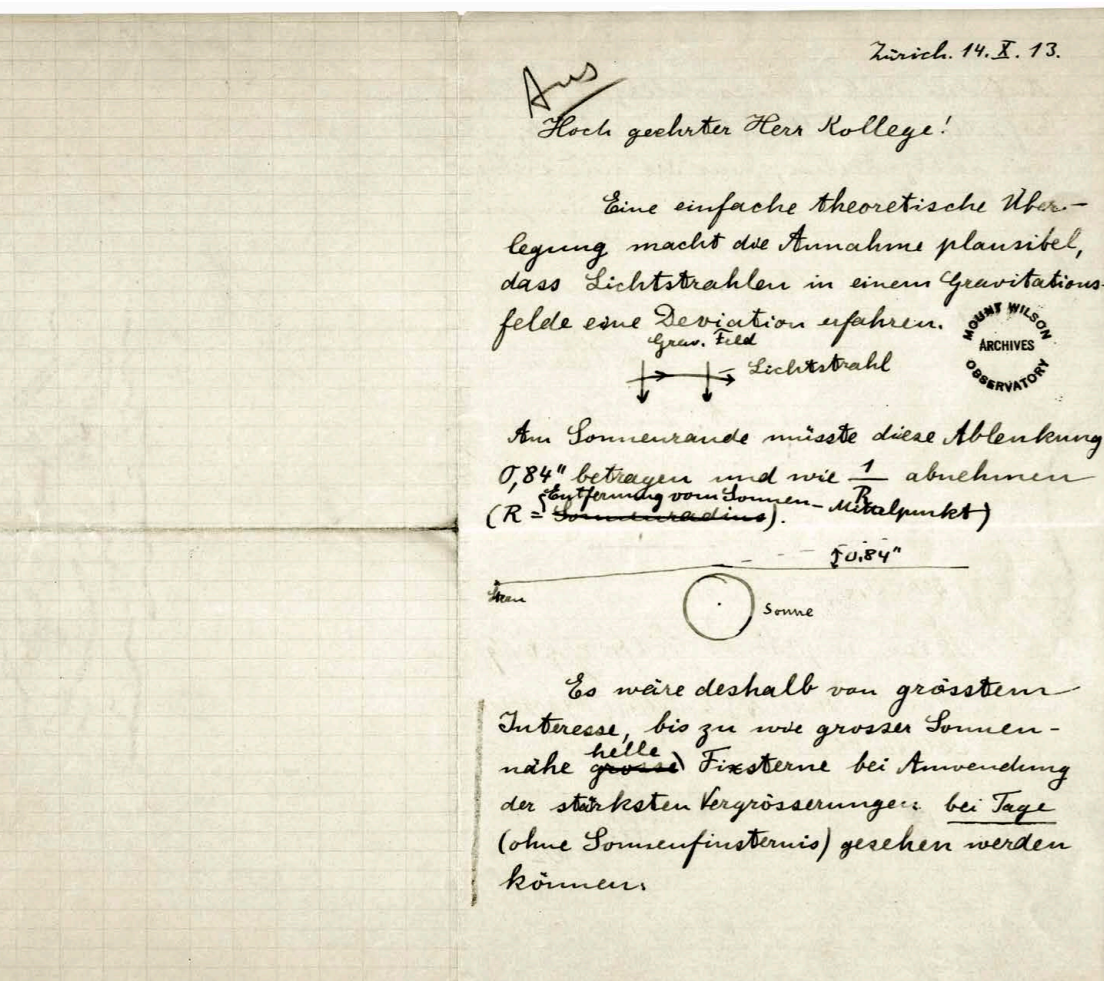 Zürich. 14. X. 13.
Ans
Hoch geehrter Herr Kollege!
Eine einfache theoretische Über-
legung macht die Annahme plausibel,
dass Lichtstrahlen in einem Gravitations-
felde eine Deviation erfahren.
Grav. Feld
Lichtstrahl
MOUNT WILSON
ARCHIVES
OBSERVATORY
Am Sonnenrande müsste diese Ablenkung
0,84" betragen und wie 1/R abnehmen
Entfernung vom Sonnen-Mittelpunkt)
(R = Sonnenradius).
0,84"
Stern
Sonne
Es wäre deshalb von grösstem
Interesse, bis zu wie grosser Sonnen-
helle
nähe grosse Fixsterne bei Anwendung
der stärksten Vergrösserungen bei Tage
(ohne Sonnenfinsternis) gesehen werden
können.